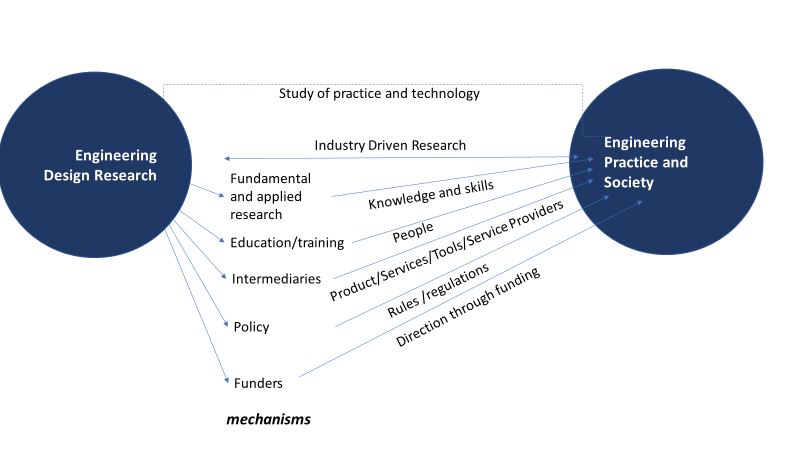 Study of practice and technology
Engineering
Design Research
Industry Driven Research
Engineering
Practice and
Society
Fundamental
and applied
research
Knowledge and skills
Education/training
People
Intermediaries
Product/Services/Tools/Service Providers
Policy
Rules /regulations
Funders
Direction through funding
mechanisms